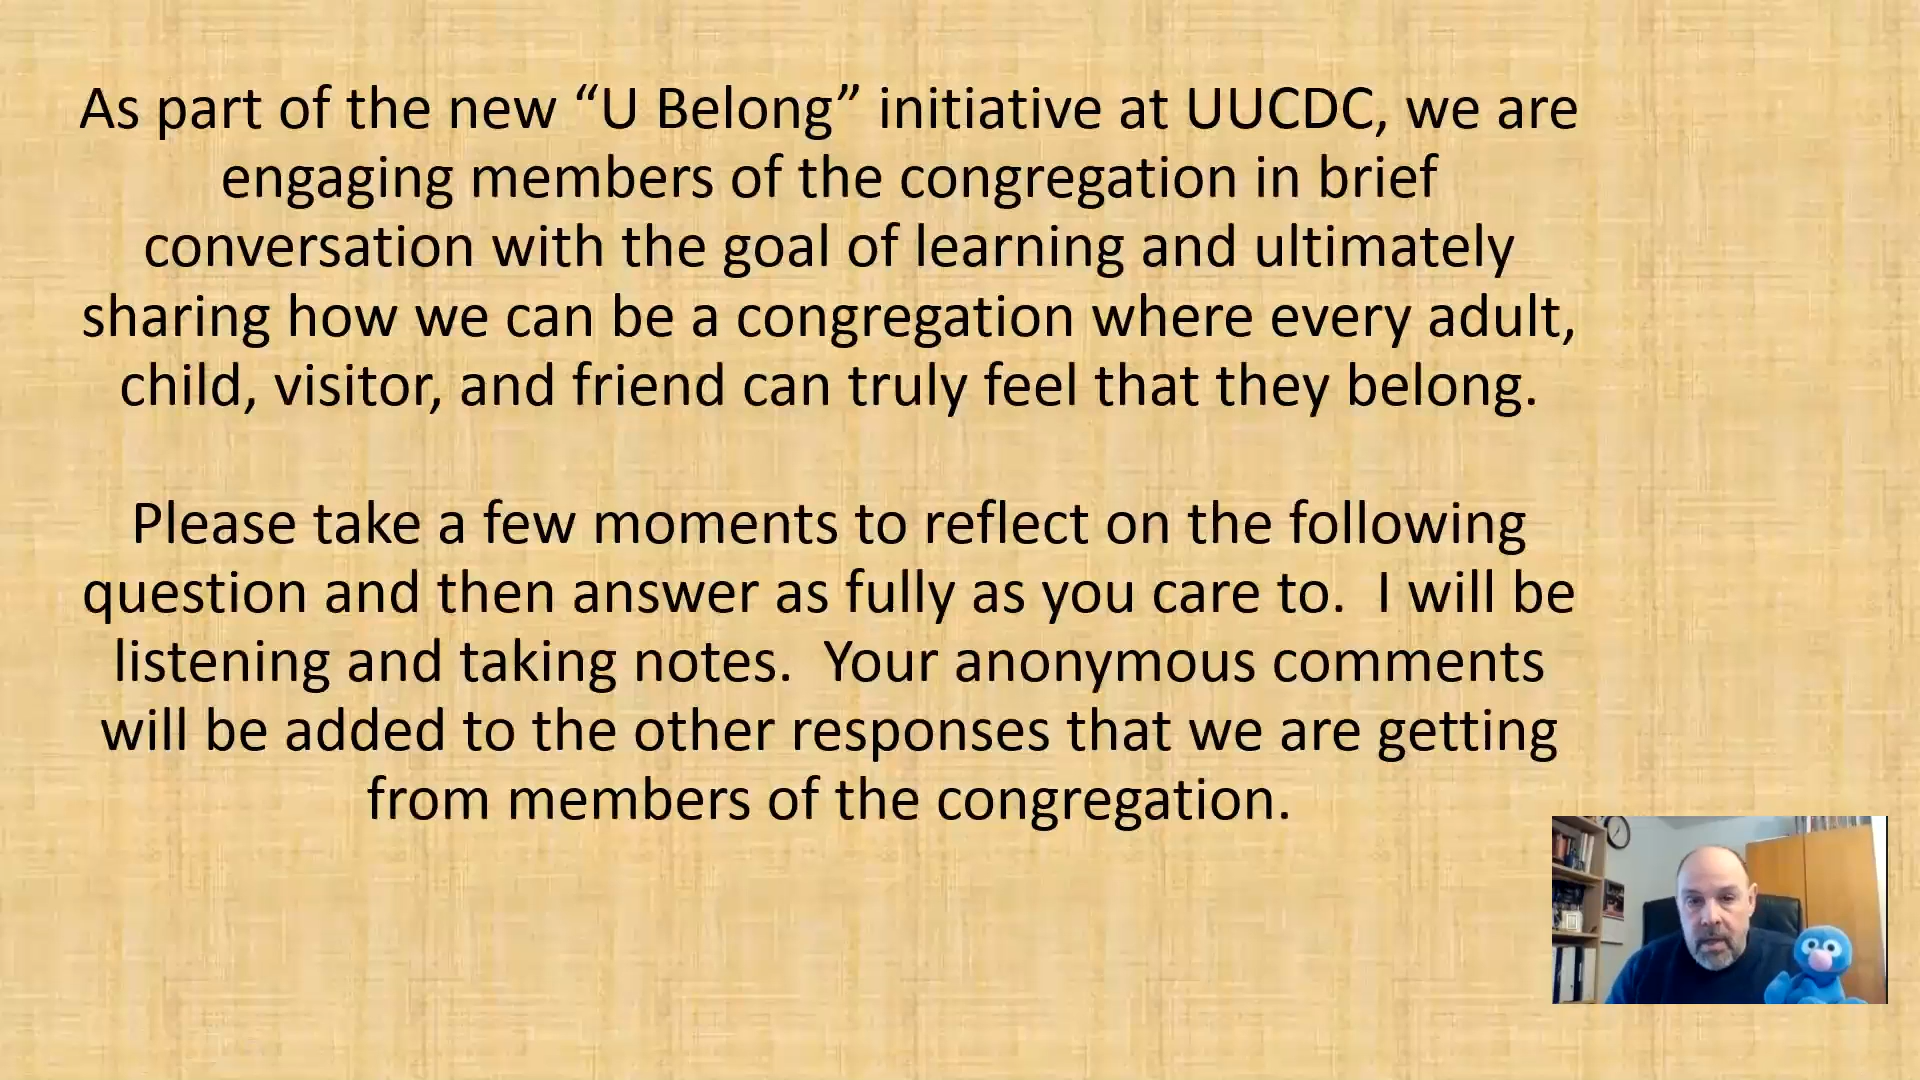 As part of the new “U Belong” initiative at UUCDC, we are
engaging members of the congregation in brief
conversation with the goal of learning and ultimately
sharing how we can be a congregation where every adult,
child, visitor, and friend can truly feel that they belong.
Please take a few moments to reflect on the following
question and then answer as fully as you care to.  I will be
listening and taking notes.  Your anonymous comments
will be added to the other responses that we are getting
from members of the congregation.